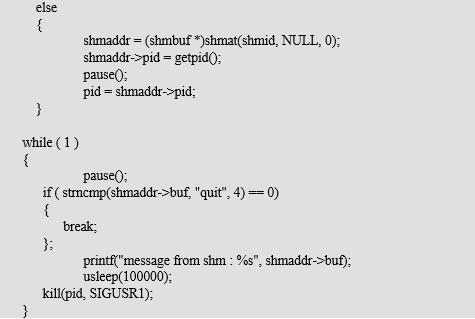 else
{
shmaddr = (shmbuf *)shmat(shmid, NULL, 0);
shmaddr->pid = getpid();
pause();
pid = shmaddr->pid;
}
while ( 1 )
{
pause();
if ( strncmp(shmaddr->buf, "quit", 4) == 0)
{
break;
};
printf("message from shm : %s", shmaddr->buf);
usleep(100000);
kill(pid, SIGUSR1);
}